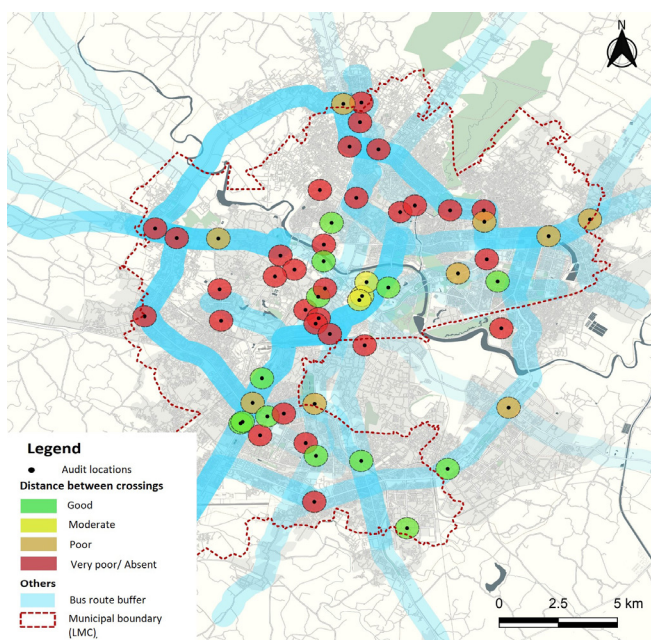 N
Legend
Audit locations
Distance between crossings
Good
Moderate
Poor
Very poor/ Absent
Others
Bus route buffer
Municipal boundary
(LMC)
0 2.5 5 km